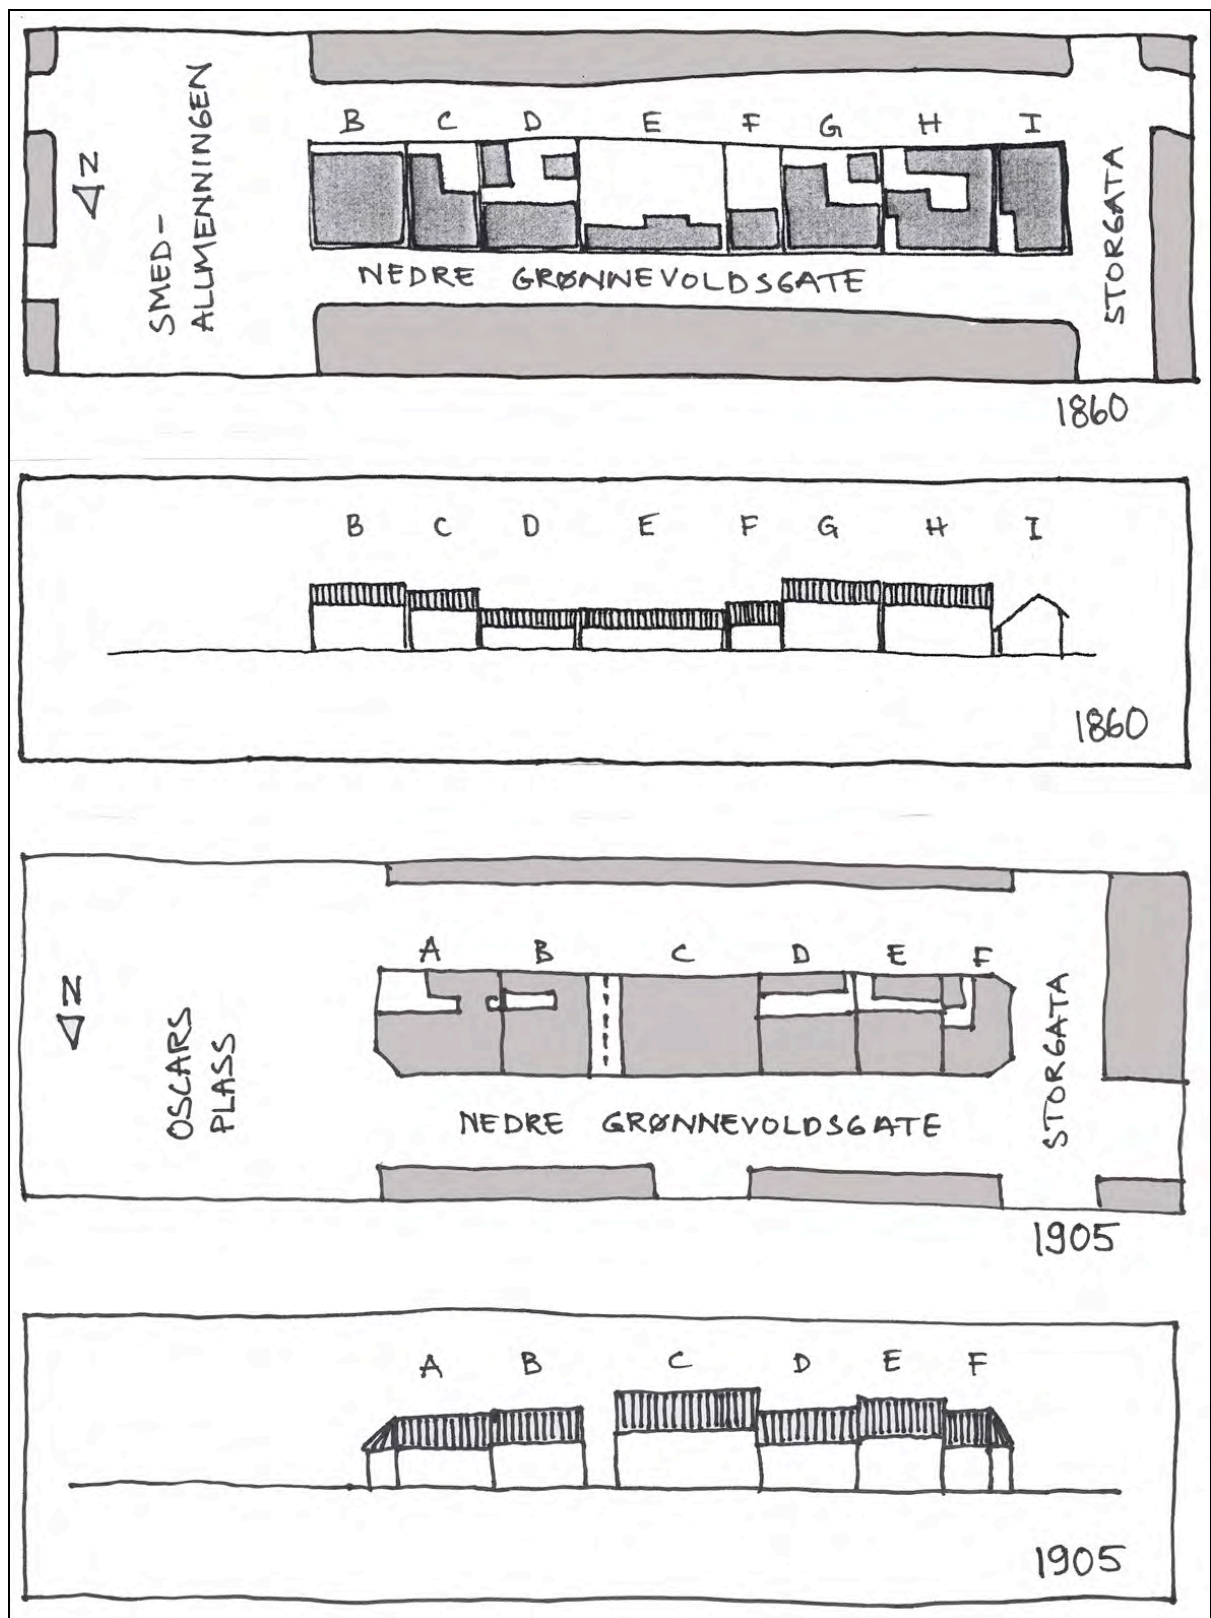 B C D E F G H I
N
SMED-
ALLMENNINGEN
NEDRE GRØNNEVOLDSGATE
STORGATA
1860
B C D E F G H I
1860
A B C D E F
N
OSCARS
PLASS
NEDRE GRØNNEVOLDSGATE
STORGATA
1905
A B C D E F
1905